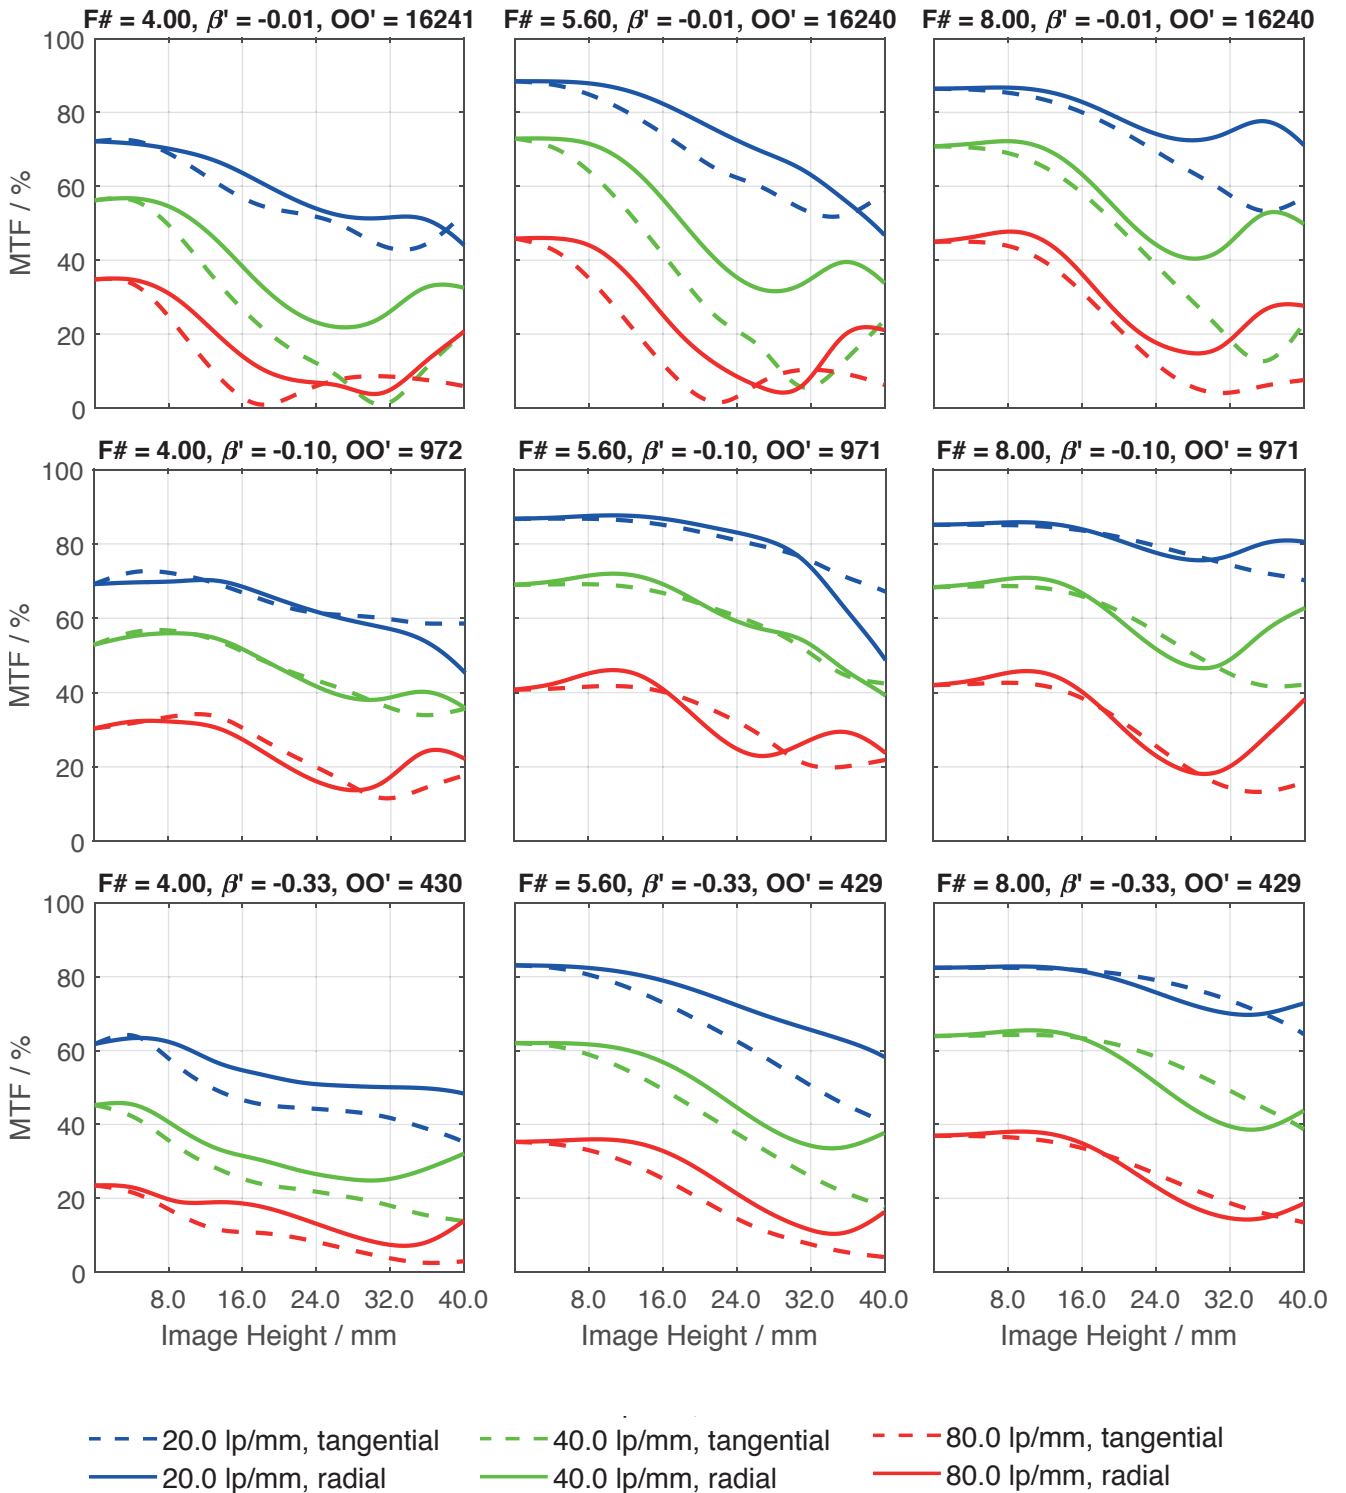 F# = 4.00, β' = -0.01, OO' = 16241
F# = 5.60, β' = -0.01, OO' = 16240
F# = 8.00, β' = -0.01, OO' = 16240
100
80
60
40
20
0
MTF / %
F# = 4.00, β' = -0.10, OO' = 972
F# = 5.60, β' = -0.10, OO' = 971
F# = 8.00, β' = -0.10, OO' = 971
100
80
60
40
20
0
MTF / %
F# = 4.00, β' = -0.33, OO' = 430
F# = 5.60, β' = -0.33, OO' = 429
F# = 8.00, β' = -0.33, OO' = 429
100
80
60
40
20
0
MTF / %
8.0 16.0 24.0 32.0 40.0
8.0 16.0 24.0 32.0 40.0
8.0 16.0 24.0 32.0 40.0
Image Height / mm
Image Height / mm
Image Height / mm
20.0 lp/mm, tangential
40.0 lp/mm, tangential
80.0 lp/mm, tangential
20.0 lp/mm, radial
40.0 lp/mm, radial
80.0 lp/mm, radial